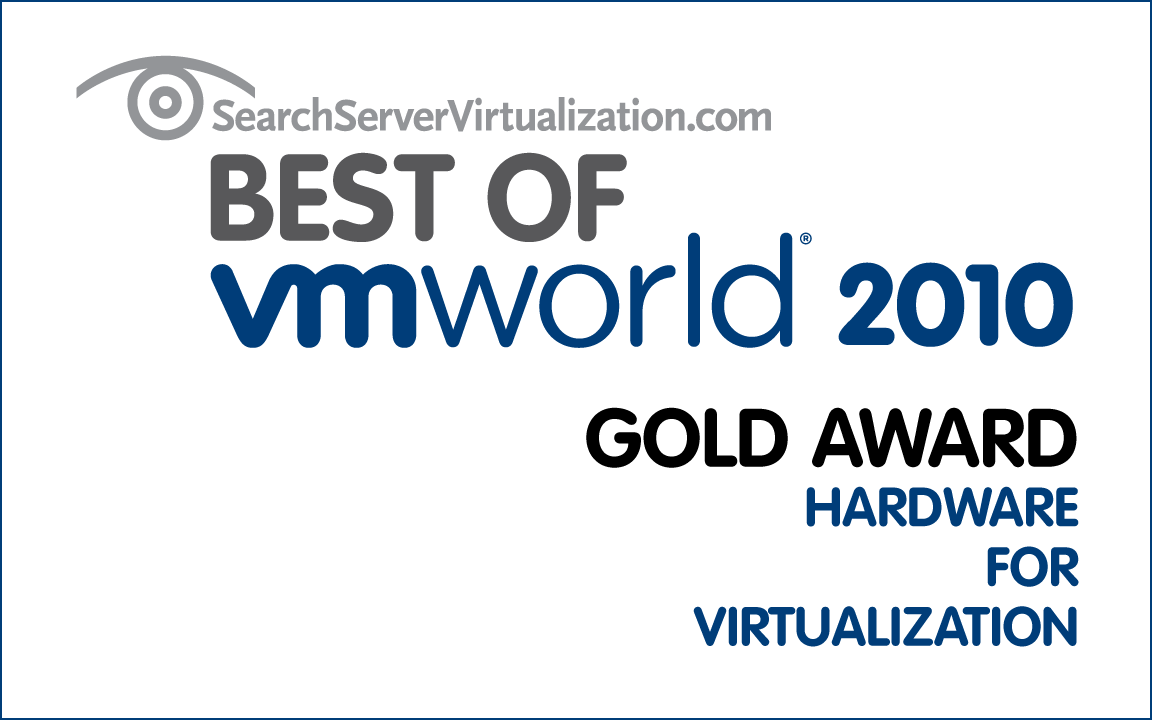 SearchServerVirtualization.com
BEST OF
vmworld® 2010
GOLD AWARD
HARDWARE
FOR
VIRTUALIZATION